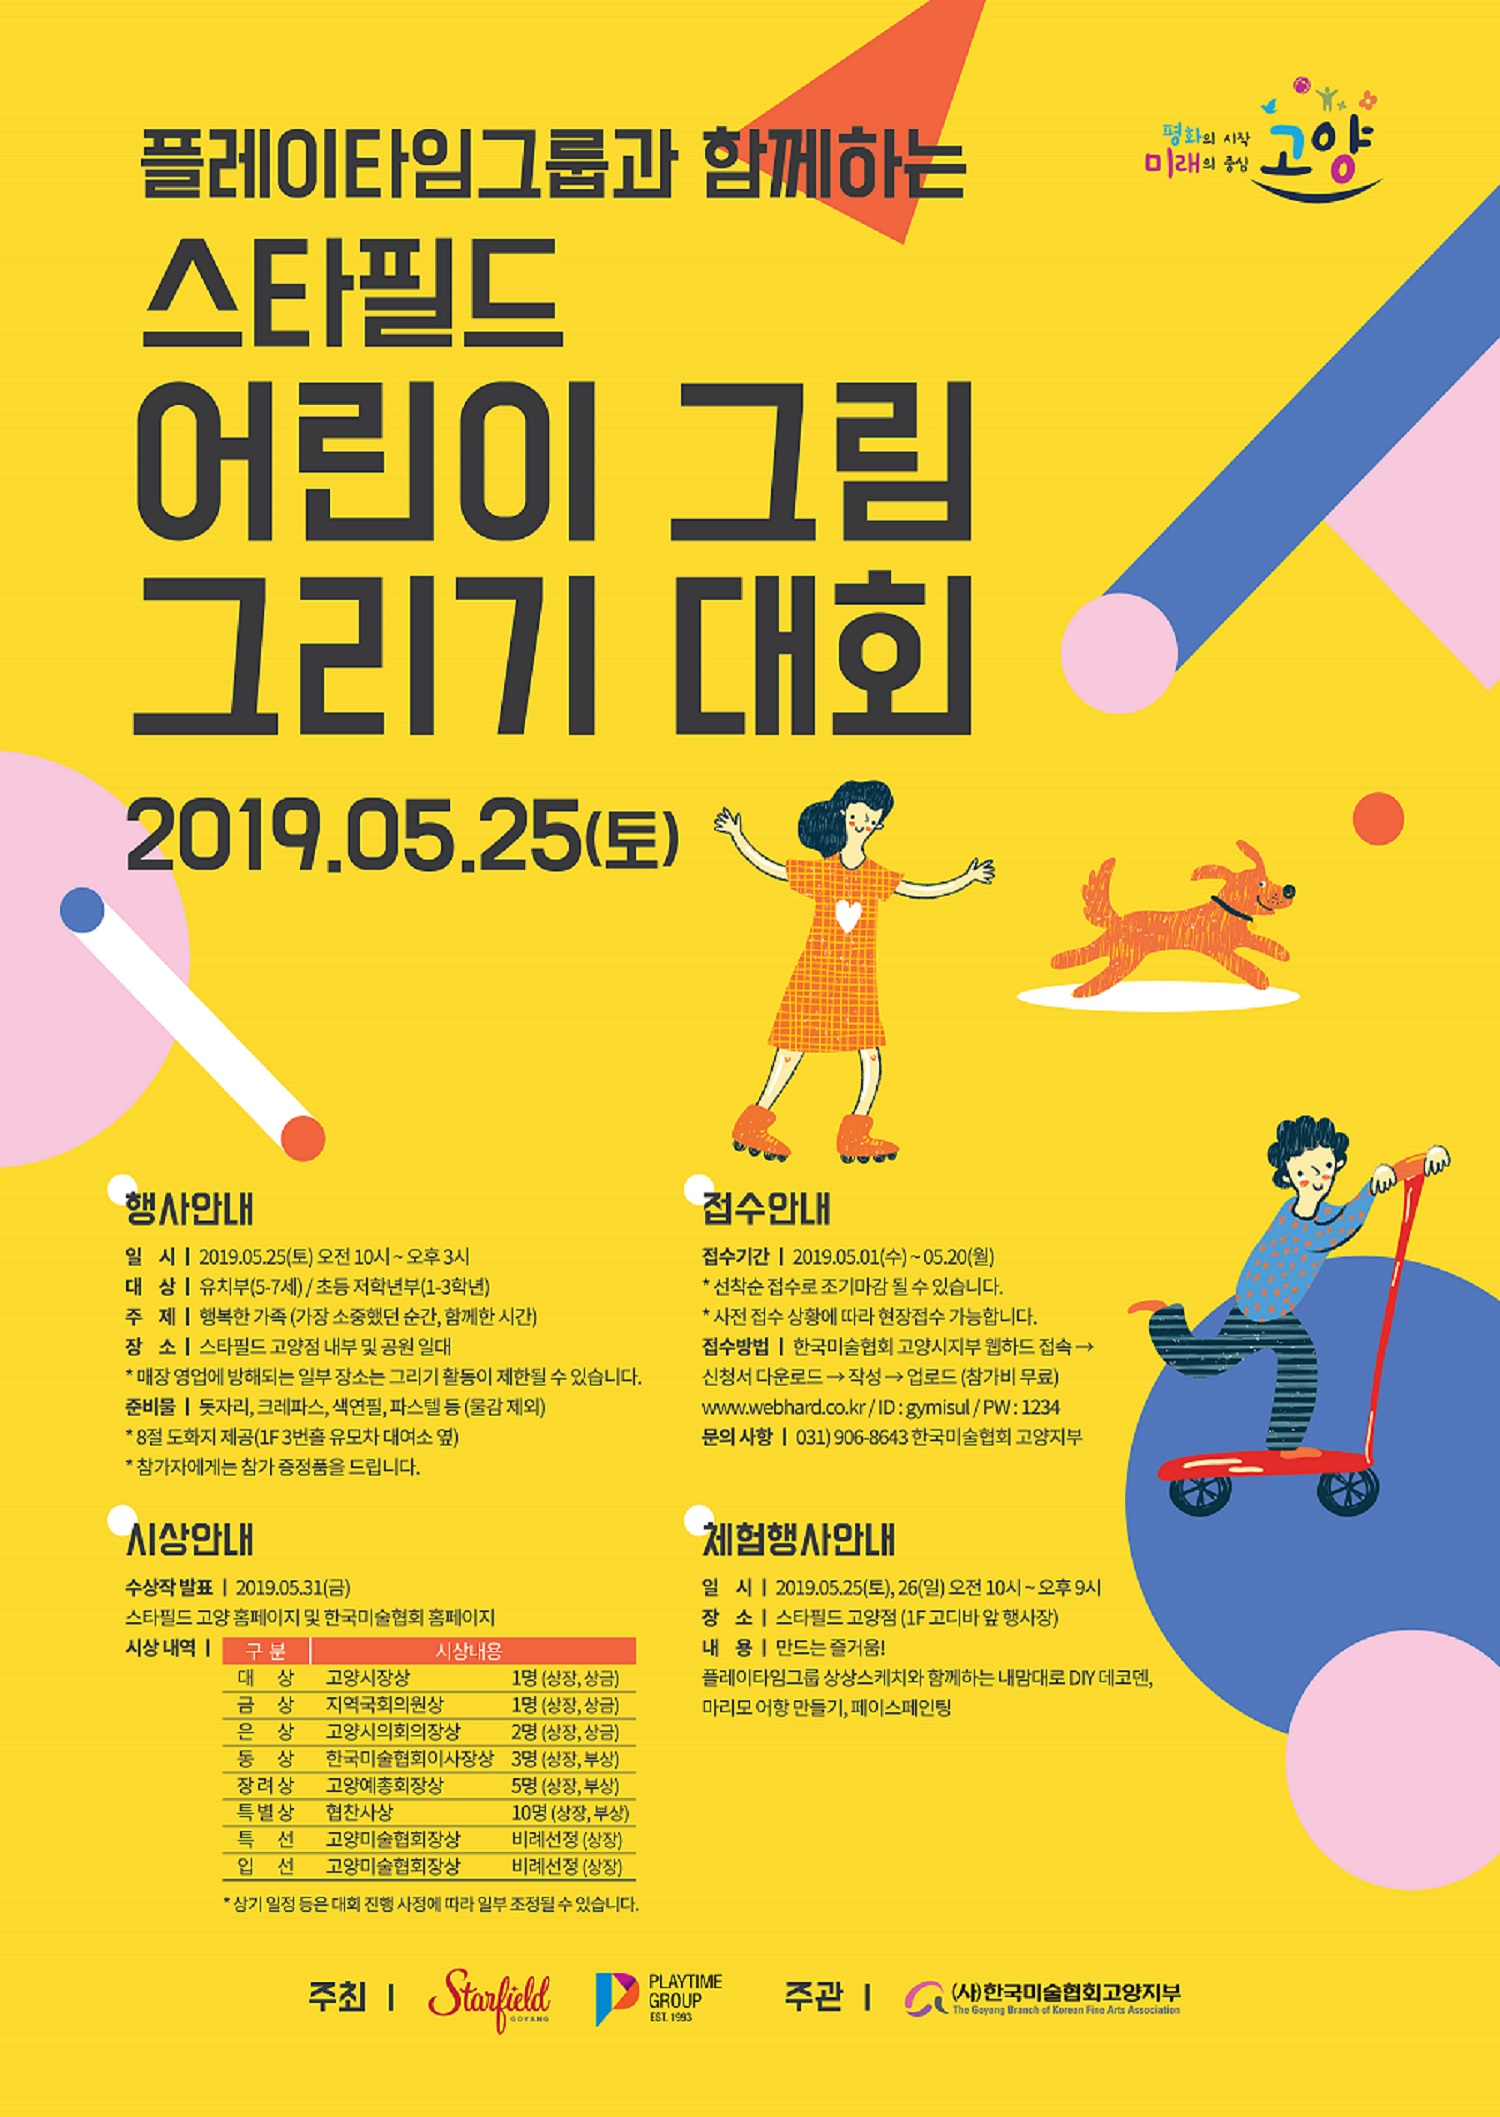 플레이타임그룹과 함께하는
평화의 시작
미래의 중심
고양
스타필드
어린이 그림
그리기 대회
2019.05.25(토)
행사안내
일 시 | 2019.05.25(토) 오전 10시 ~ 오후 3시
대 상 | 유치부(5-7세) / 초등 저학년부(1-3학년)
주 제 | 행복한 가족 (가장 소중했던 순간, 함께한 시간)
장 소 | 스타필드 고양점 내부 및 공원 일대
* 매장 영업에 방해되는 일부 장소는 그리기 활동이 제한될 수 있습니다.
준비물 | 돗자리, 크레파스, 색연필, 파스텔 등 (물감 제외)
* 8절 도화지 제공(1F 3번홀 유모차 대여소 옆)
* 참가자에게는 참가 증정품을 드립니다.
접수안내
접수기간 | 2019.05.01(수) ~ 05.20(월)
* 선착순 접수로 조기마감 될 수 있습니다.
* 사전 접수 상황에 따라 현장접수 가능합니다.
접수방법 | 한국미술협회 고양시지부 웹하드 접속 →
신청서 다운로드 → 작성 → 업로드 (참가비 무료)
www.webhard.co.kr / ID : gymisul / PW : 1234
문의 사항 | 031) 906-8643 한국미술협회 고양지부
시상안내
수상작 발표 | 2019.05.31(금)
스타필드 고양 홈페이지 및 한국미술협회 홈페이지
시상 내역 | 구 분 시상내용
대 상 고양시장상 1명 (상장, 상금)
금 상 지역국회의원상 1명 (상장, 상금)
은 상 고양시의회의장상 2명 (상장, 상금)
동 상 한국미술협회이사장상 3명 (상장, 부상)
장려상 고양예총회장상 5명 (상장, 부상)
특별상 협찬사상 10명 (상장, 부상)
특 선 고양미술협회장상 비례선정 (상장)
입 선 고양미술협회장상 비례선정 (상장)
* 상기 일정 등은 대회 진행 사정에 따라 일부 조정될 수 있습니다.
체험행사안내
일 시 | 2019.05.25(토), 26(일) 오전 10시 ~ 오후 9시
장 소 | 스타필드 고양점 (1F 고디바 앞 행사장)
내 용 | 만드는 즐거움!
플레이타임그룹 상상스케치와 함께하는 내맘대로 DIY 데코덴,
마리모 어항 만들기, 페이스페인팅
주최 | Starfield GOYANG
PLAYTIME
GROUP
EST. 1993
주관 | (사)한국미술협회고양지부
The Goyang Branch of Korean Fine Arts Association